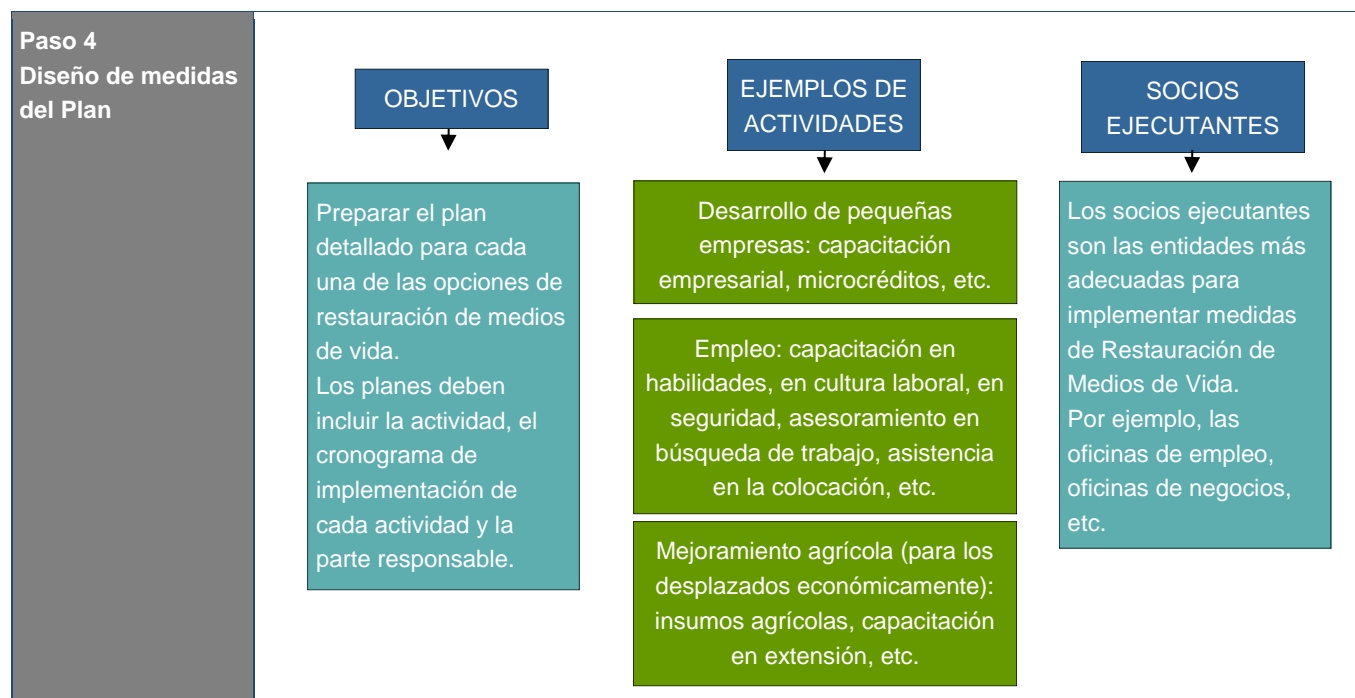 Paso 4
Diseño de medidas
del Plan
OBJETIVOS
Preparar el plan
detallado para cada
una de las opciones de
restauración de medios
de vida.
Los planes deben
incluir la actividad, el
cronograma de
implementación de
cada actividad y la
parte responsable.
EJEMPLOS DE
ACTIVIDADES
Desarrollo de pequeñas
empresas: capacitación
empresarial, microcréditos, etc.
Empleo: capacitación en
habilidades, en cultura laboral, en
seguridad, asesoramiento en
búsqueda de trabajo, asistencia
en la colocación, etc.
Mejoramiento agrícola (para los
desplazados económicamente):
insumos agrícolas, capacitación
en extensión, etc.
SOCIOS
EJECUTANTES
Los socios ejecutantes
son las entidades más
adecuadas para
implementar medidas
de Restauración de
Medios de Vida.
Por ejemplo, las
oficinas de empleo,
oficinas de negocios,
etc.